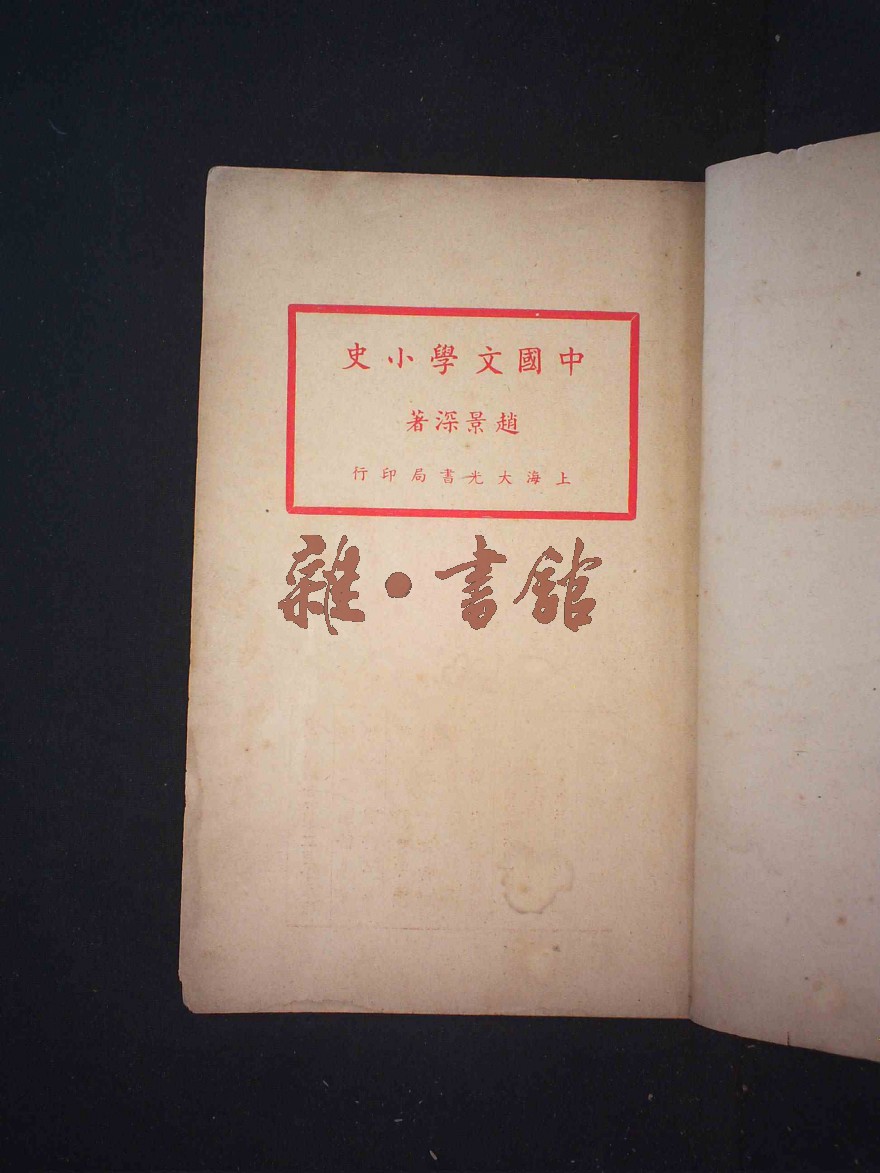 中國文學小史
趙景深著
上海大光書局印行
雜·書館